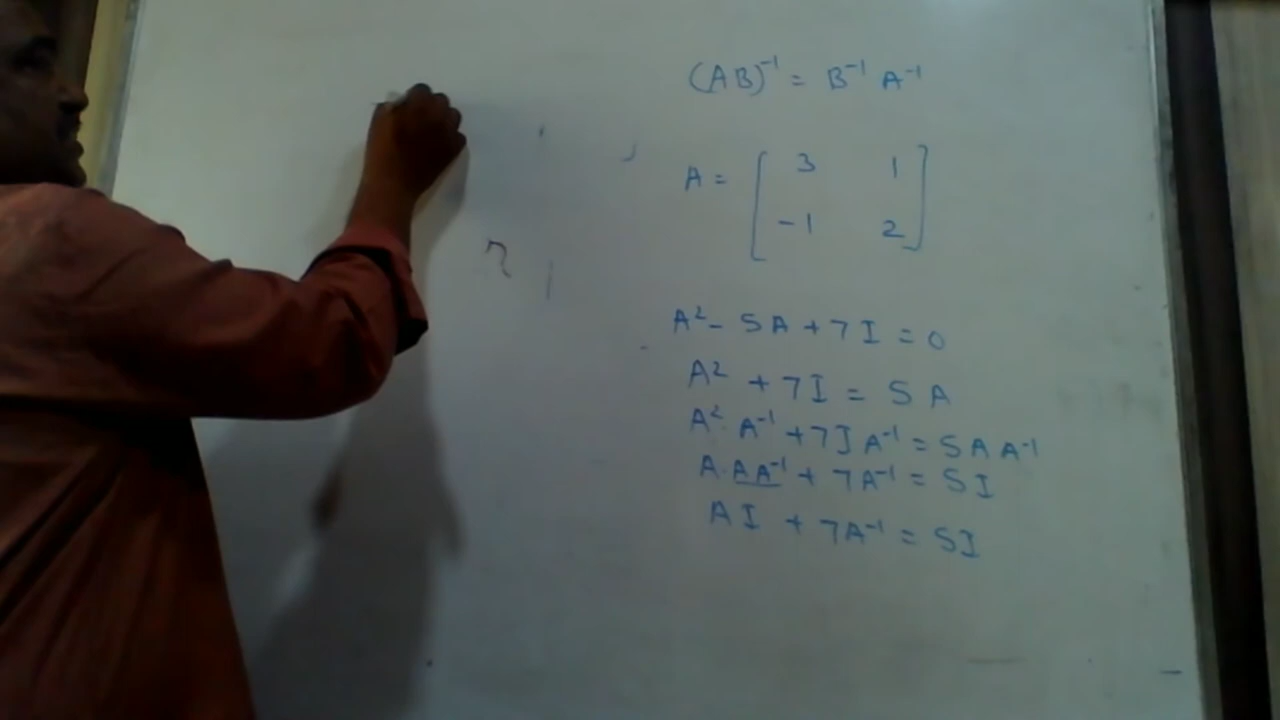 (AB)⁻¹ = B⁻¹ A⁻¹
A = [ 3 1
-1 2 ]
A² - 5A + 7I = 0
A² + 7I = 5A
A² A⁻¹ + 7I A⁻¹ = 5A A⁻¹
A. AA⁻¹ + 7A⁻¹ = 5I
AI + 7A⁻¹ = 5I